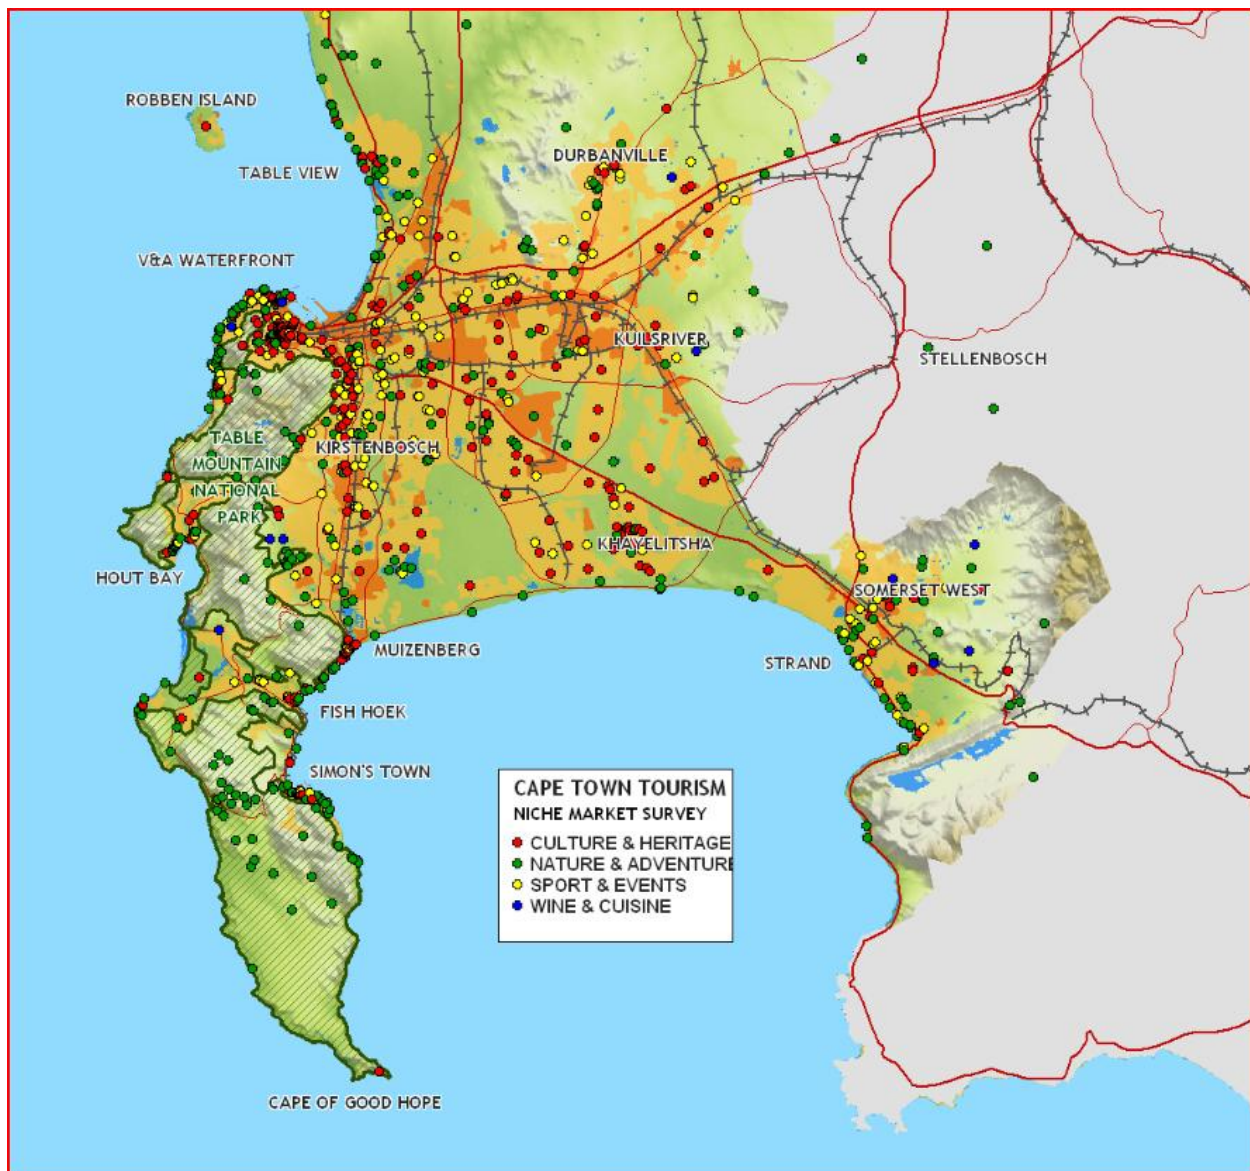 ROBBEN ISLAND
DURBANVILLE
TABLE VIEW
V&A WATERFRONT
KUILSRIVER
STELLENBOSCH
TABLE
MOUNTAIN
NATIONAL
PARK
KIRSTENBOSCH
KHAYELITSHA
HOUT BAY
SOMERSET WEST
MUIZENBERG
STRAND
FISH HOEK
SIMON'S TOWN
CAPE TOWN TOURISM
NICHE MARKET SURVEY
CULTURE & HERITAGE
NATURE & ADVENTURE
SPORT & EVENTS
WINE & CUISINE
CAPE OF GOOD HOPE